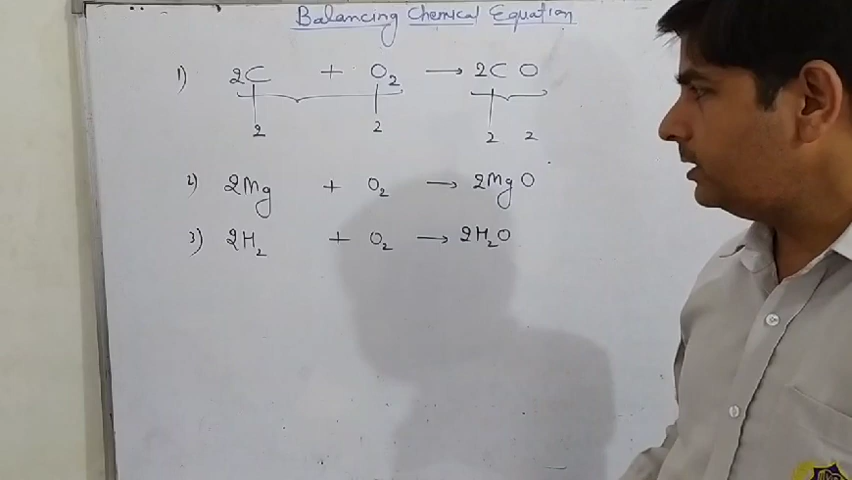 Balancing Chemical Equation
1) 2C + O₂ → 2CO
2 2 2 2
2) 2Mg + O₂ → 2MgO
3) 2H₂ + O₂ → 2H₂O